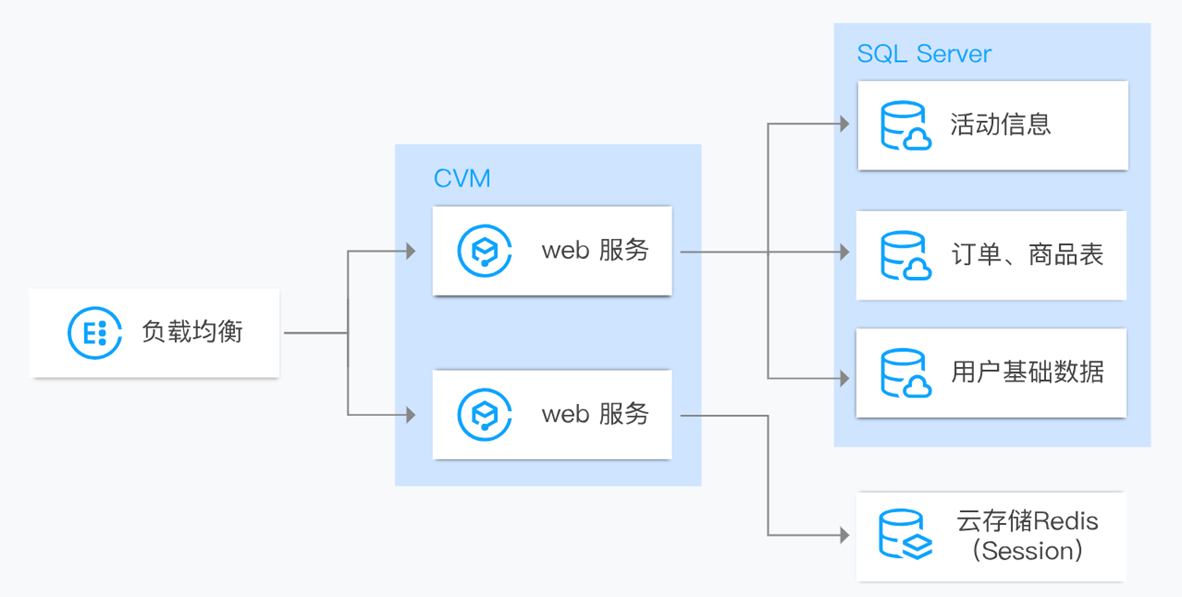 SQL Server
活动信息
CVM
web 服务
订单、商品表
负载均衡
E
用户基础数据
web 服务
云存储Redis
（Session）